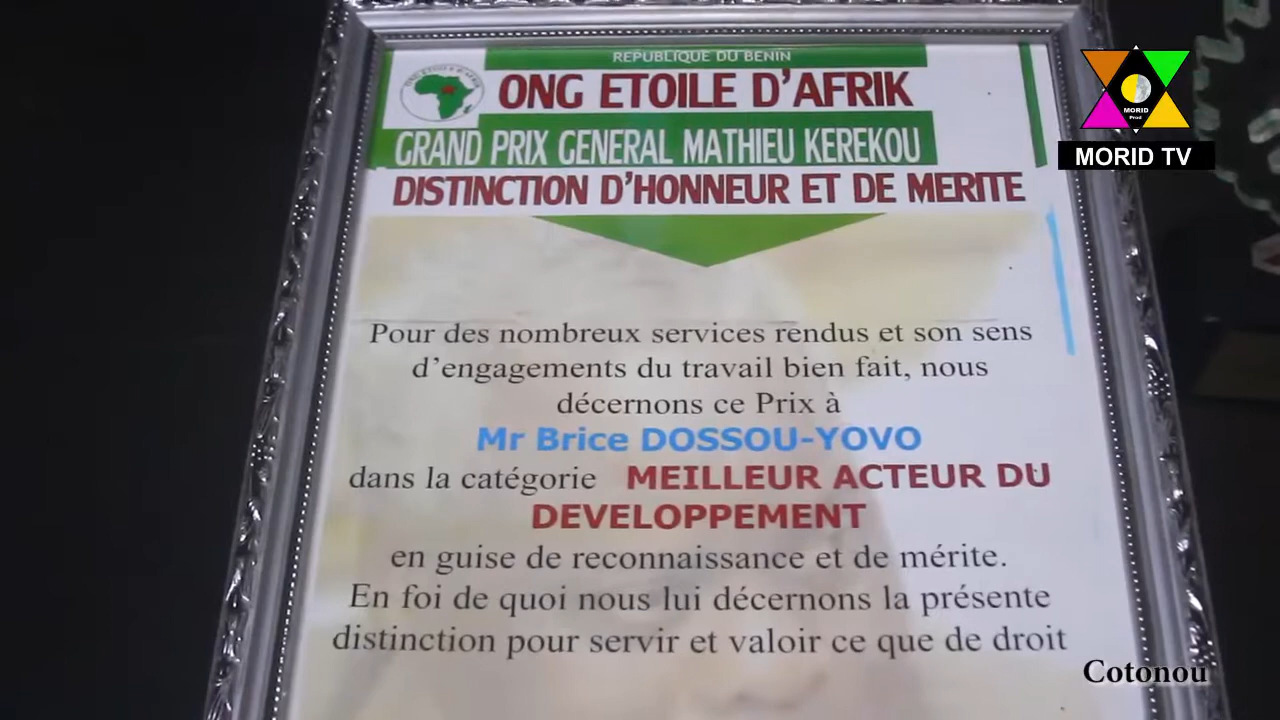 REPUBLIQUE DU BENIN
ONG ETOILE D'AFRIK
GRAND PRIX GENERAL MATHIEU KEREKOU
DISTINCTION D'HONNEUR ET DE MERITE
Pour des nombreux services rendus et son sens
d'engagements du travail bien fait, nous
décernons ce Prix à
Mr Brice DOSSOU-YOVO
dans la catégorie MEILLEUR ACTEUR DU
DEVELOPPEMENT
en guise de reconnaissance et de mérite.
En foi de quoi nous lui décernons la présente
distinction pour servir et valoir ce que de droit
MORID
Prod
MORID TV
Cotonou